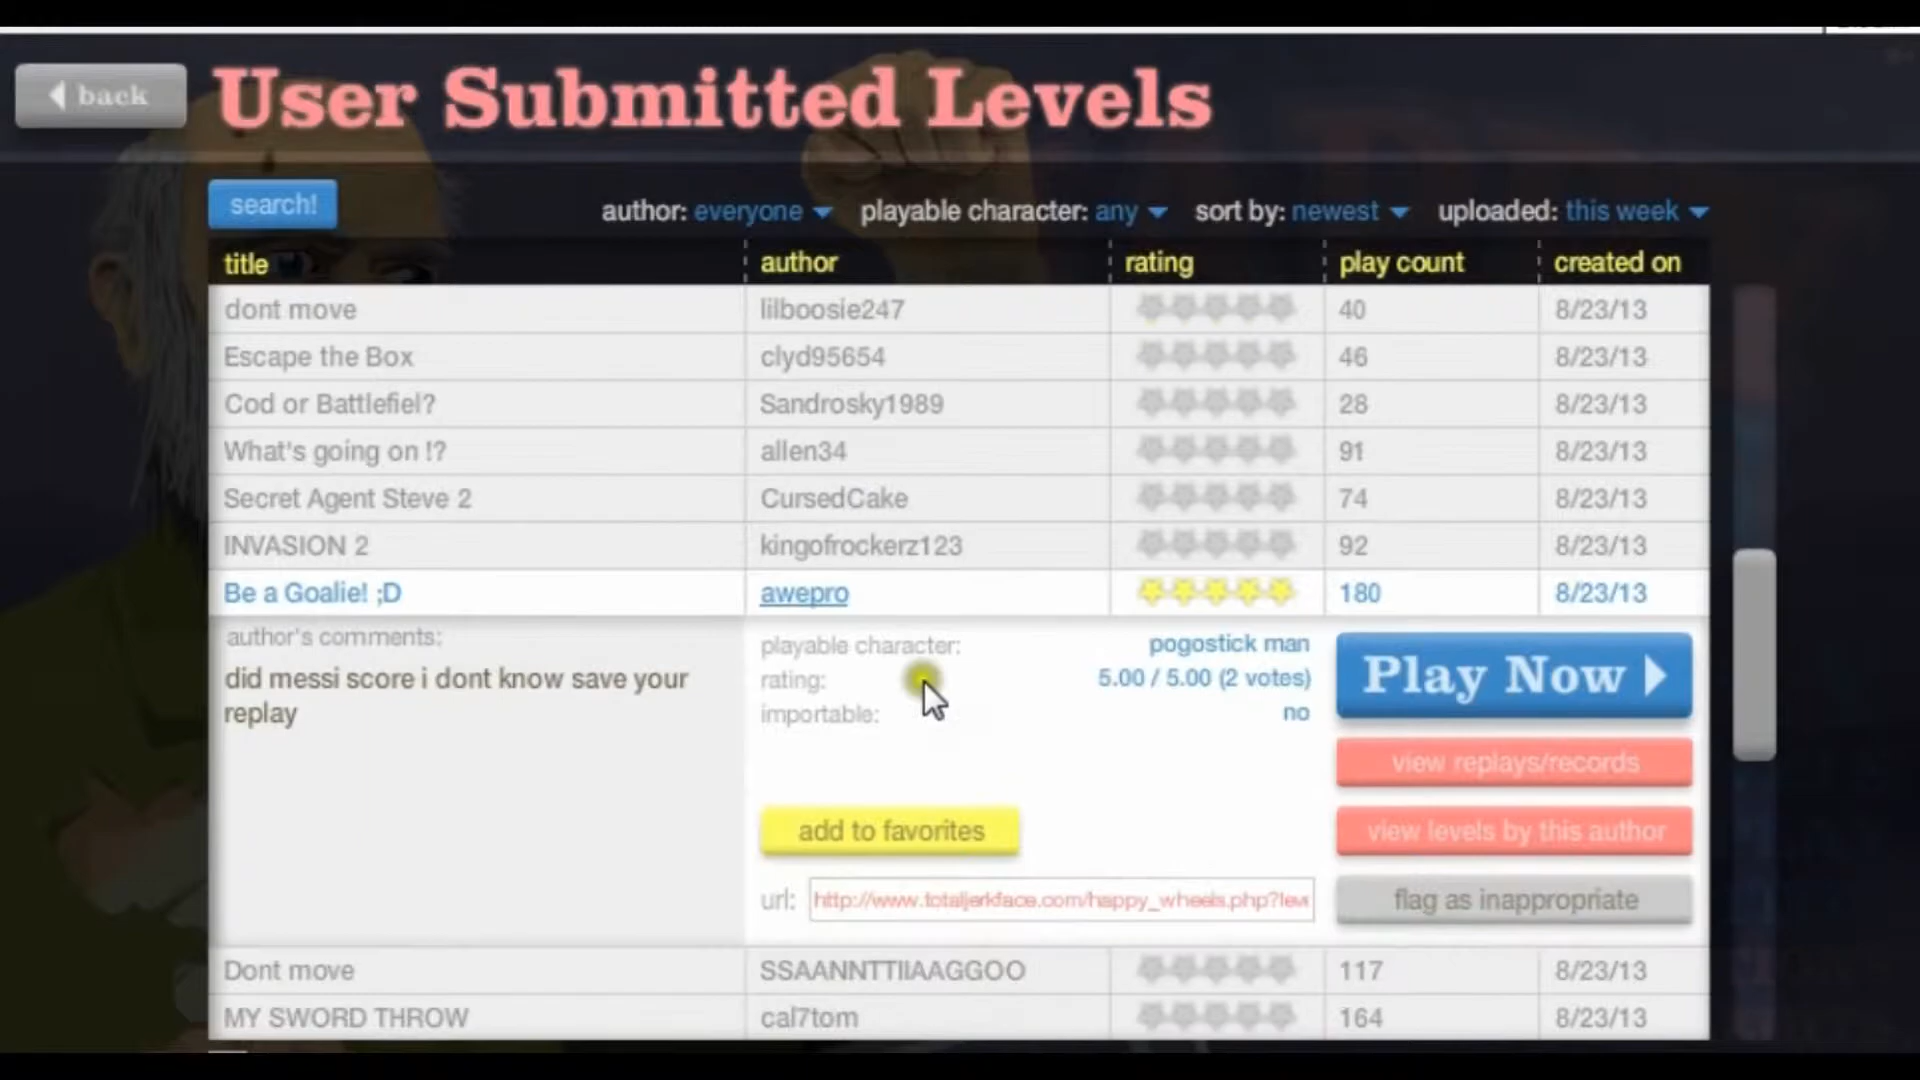 back
User Submitted Levels
search!
author: everyone
playable character: any
sort by: newest
uploaded: this week
title author rating play count created on
dont move lilboosie247 40 8/23/13
Escape the Box clyd95654 46 8/23/13
Cod or Battlefiel? Sandrosky1989 28 8/23/13
What's going on !? allen34 91 8/23/13
Secret Agent Steve 2 CursedCake 74 8/23/13
INVASION 2 kingofrockerz123 92 8/23/13
Be a Goalie! ;D awepro 180 8/23/13
author's comments:
did messi score i dont know save your
replay
playable character: pogostick man
rating: 5.00 / 5.00 (2 votes)
importable: no
add to favorites
url: http://www.totaljerkface.com/happy_wheels.php?lev
Play Now
view replays/records
view levels by this author
flag as inappropriate
Dont move SSAANNTTIIAAGGOO 117 8/23/13
MY SWORD THROW cal7tom 164 8/23/13